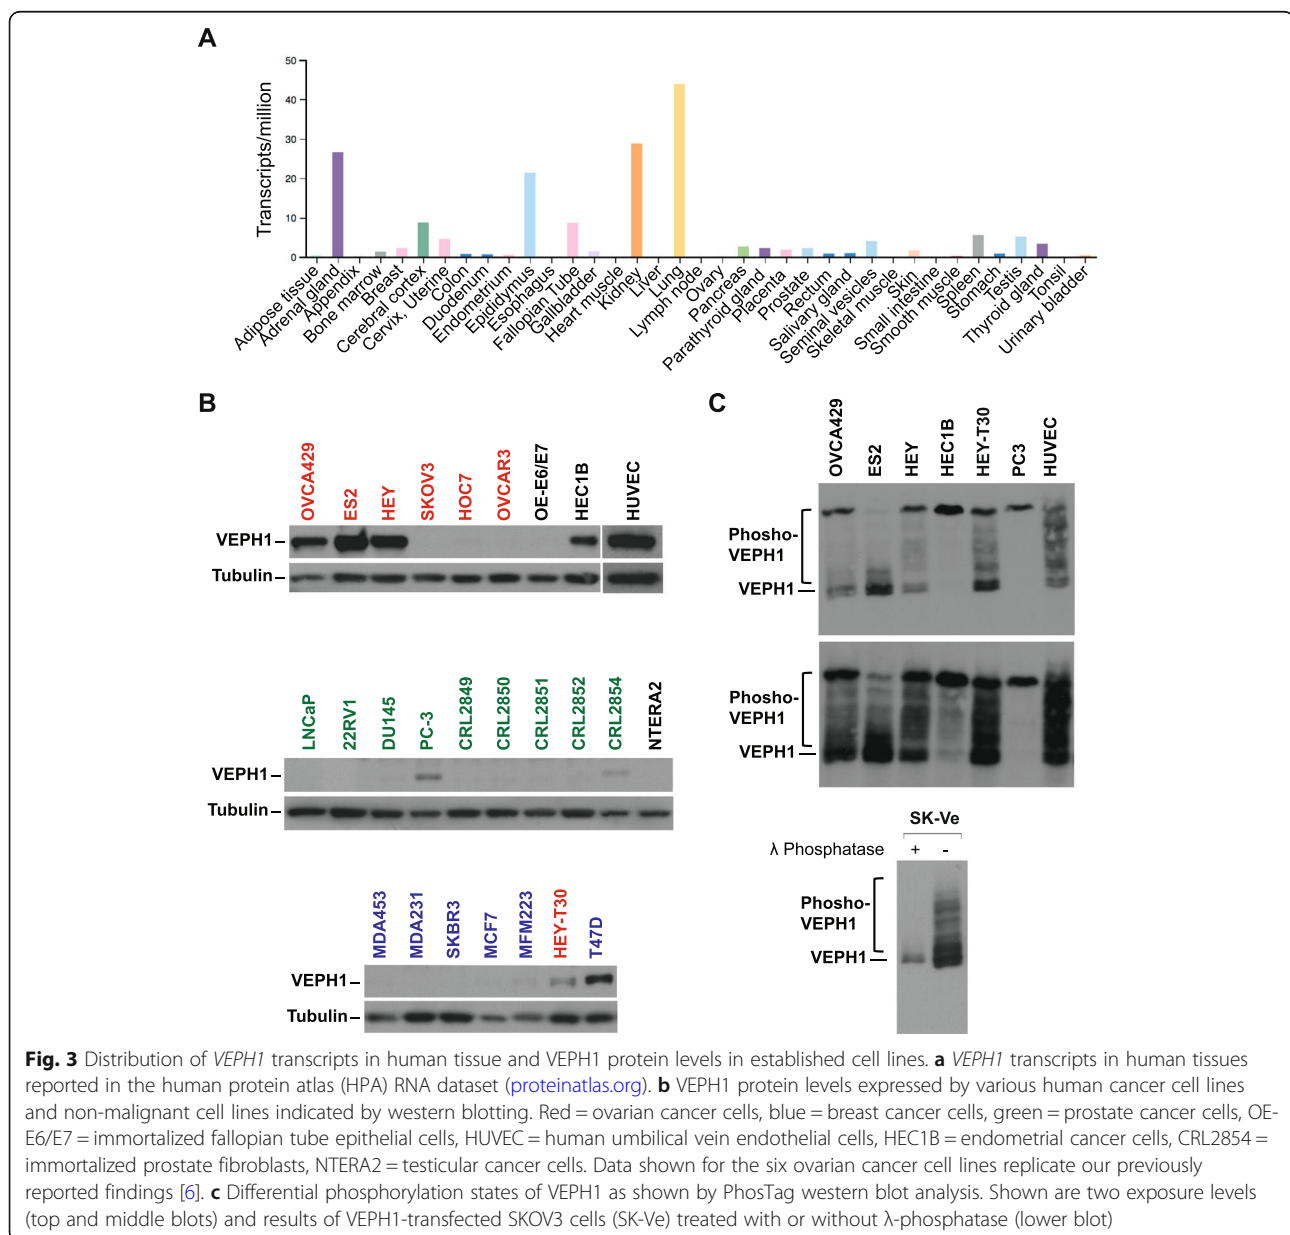 A
50
40
30
20
10
0
Transcripts/million
Adipose tissue
Adrenal gland
Appendix
Bone marrow
Breast
Cerebral cortex
Cervix, Uterine
Colon
Duodenum
Endometrium
Epididymus
Esophagus
Fallopian Tube
Gallbladder
Heart muscle
Kidney
Liver
Lung
Lymph node
Ovary
Pancreas
Parathyroid gland
Placenta
Prostate
Rectum
Salivary gland
Seminal vesicles
Skeletal muscle
Skin
Small intestine
Smooth muscle
Spleen
Stomach
Testis
Thyroid gland
Tonsil
Urinary bladder
B
OVCA429
ES2
HEY
SKOV3
HOC7
OVCAR3
OE-E6/E7
HEC1B
HUVEC
VEPH1
Tubulin
LNCaP
22RV1
DU145
PC-3
CRL2849
CRL2850
CRL2851
CRL2852
CRL2854
NTERA2
VEPH1
Tubulin
MDA453
MDA231
SKBR3
MCF7
MFM223
HEY-T30
T47D
VEPH1
Tubulin
C
OVCA429
ES2
HEY
HEC1B
HEY-T30
PC3
HUVEC
Phosho-
VEPH1
VEPH1
Phosho-
VEPH1
VEPH1
SK-Ve
λ Phosphatase + -
Phosho-
VEPH1
VEPH1
Fig. 3 Distribution of VEPH1 transcripts in human tissue and VEPH1 protein levels in established cell lines. a VEPH1 transcripts in human tissues
reported in the human protein atlas (HPA) RNA dataset (proteinatlas.org). b VEPH1 protein levels expressed by various human cancer cell lines
and non-malignant cell lines indicated by western blotting. Red = ovarian cancer cells, blue = breast cancer cells, green = prostate cancer cells, OE-
E6/E7 = immortalized fallopian tube epithelial cells, HUVEC = human umbilical vein endothelial cells, HEC1B = endometrial cancer cells, CRL2854 =
immortalized prostate fibroblasts, NTERA2 = testicular cancer cells. Data shown for the six ovarian cancer cell lines replicate our previously
reported findings [6]. c Differential phosphorylation states of VEPH1 as shown by PhosTag western blot analysis. Shown are two exposure levels
(top and middle blots) and results of VEPH1-transfected SKOV3 cells (SK-Ve) treated with or without λ-phosphatase (lower blot)